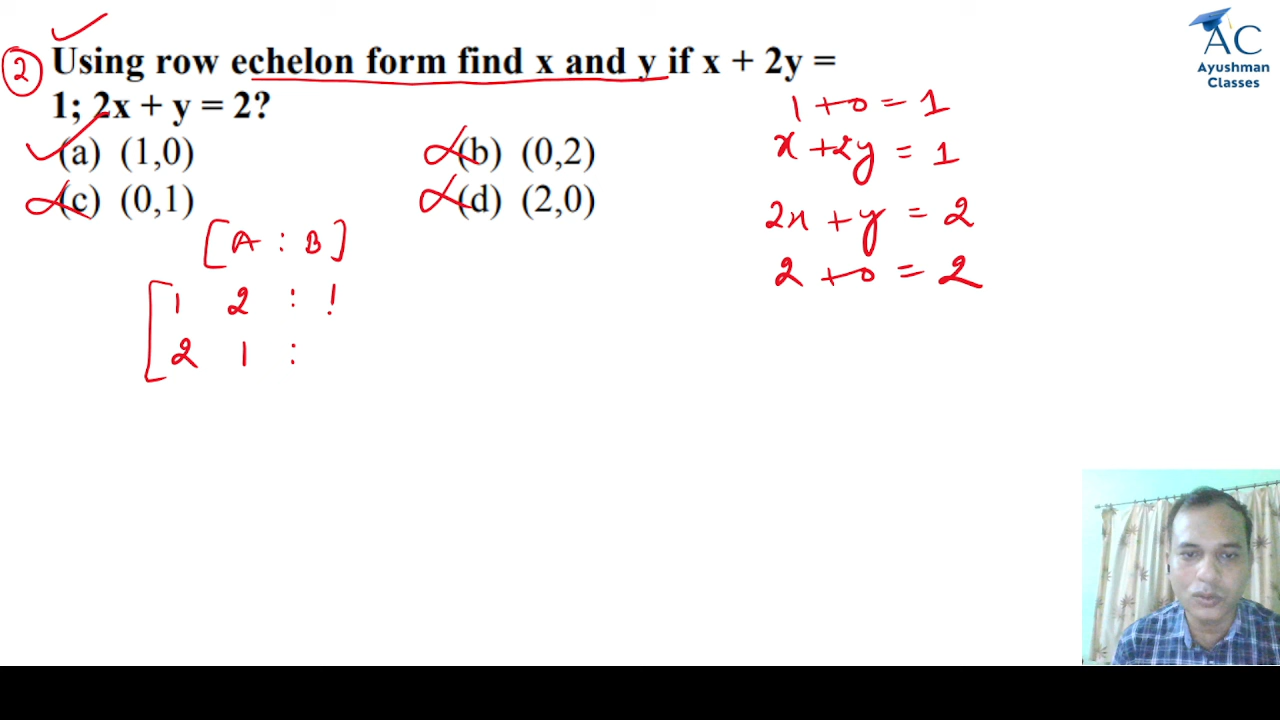 AC
Ayushman
Classes
2 Using row echelon form find x and y if x + 2y =
1; 2x + y = 2?
(a) (1,0) (b) (0,2)
(c) (0,1) (d) (2,0)
1 + 0 = 1
x + 2y = 1
2x + y = 2
2 + 0 = 2
[A : B]
[1 2 : 1
2 1 :